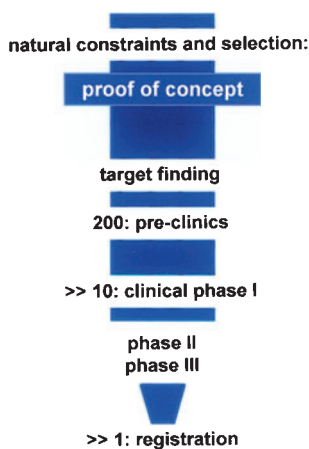 natural constraints and selection:
proof of concept
target finding
200: pre-clinics
>> 10: clinical phase I
phase II
phase III
>> 1: registration